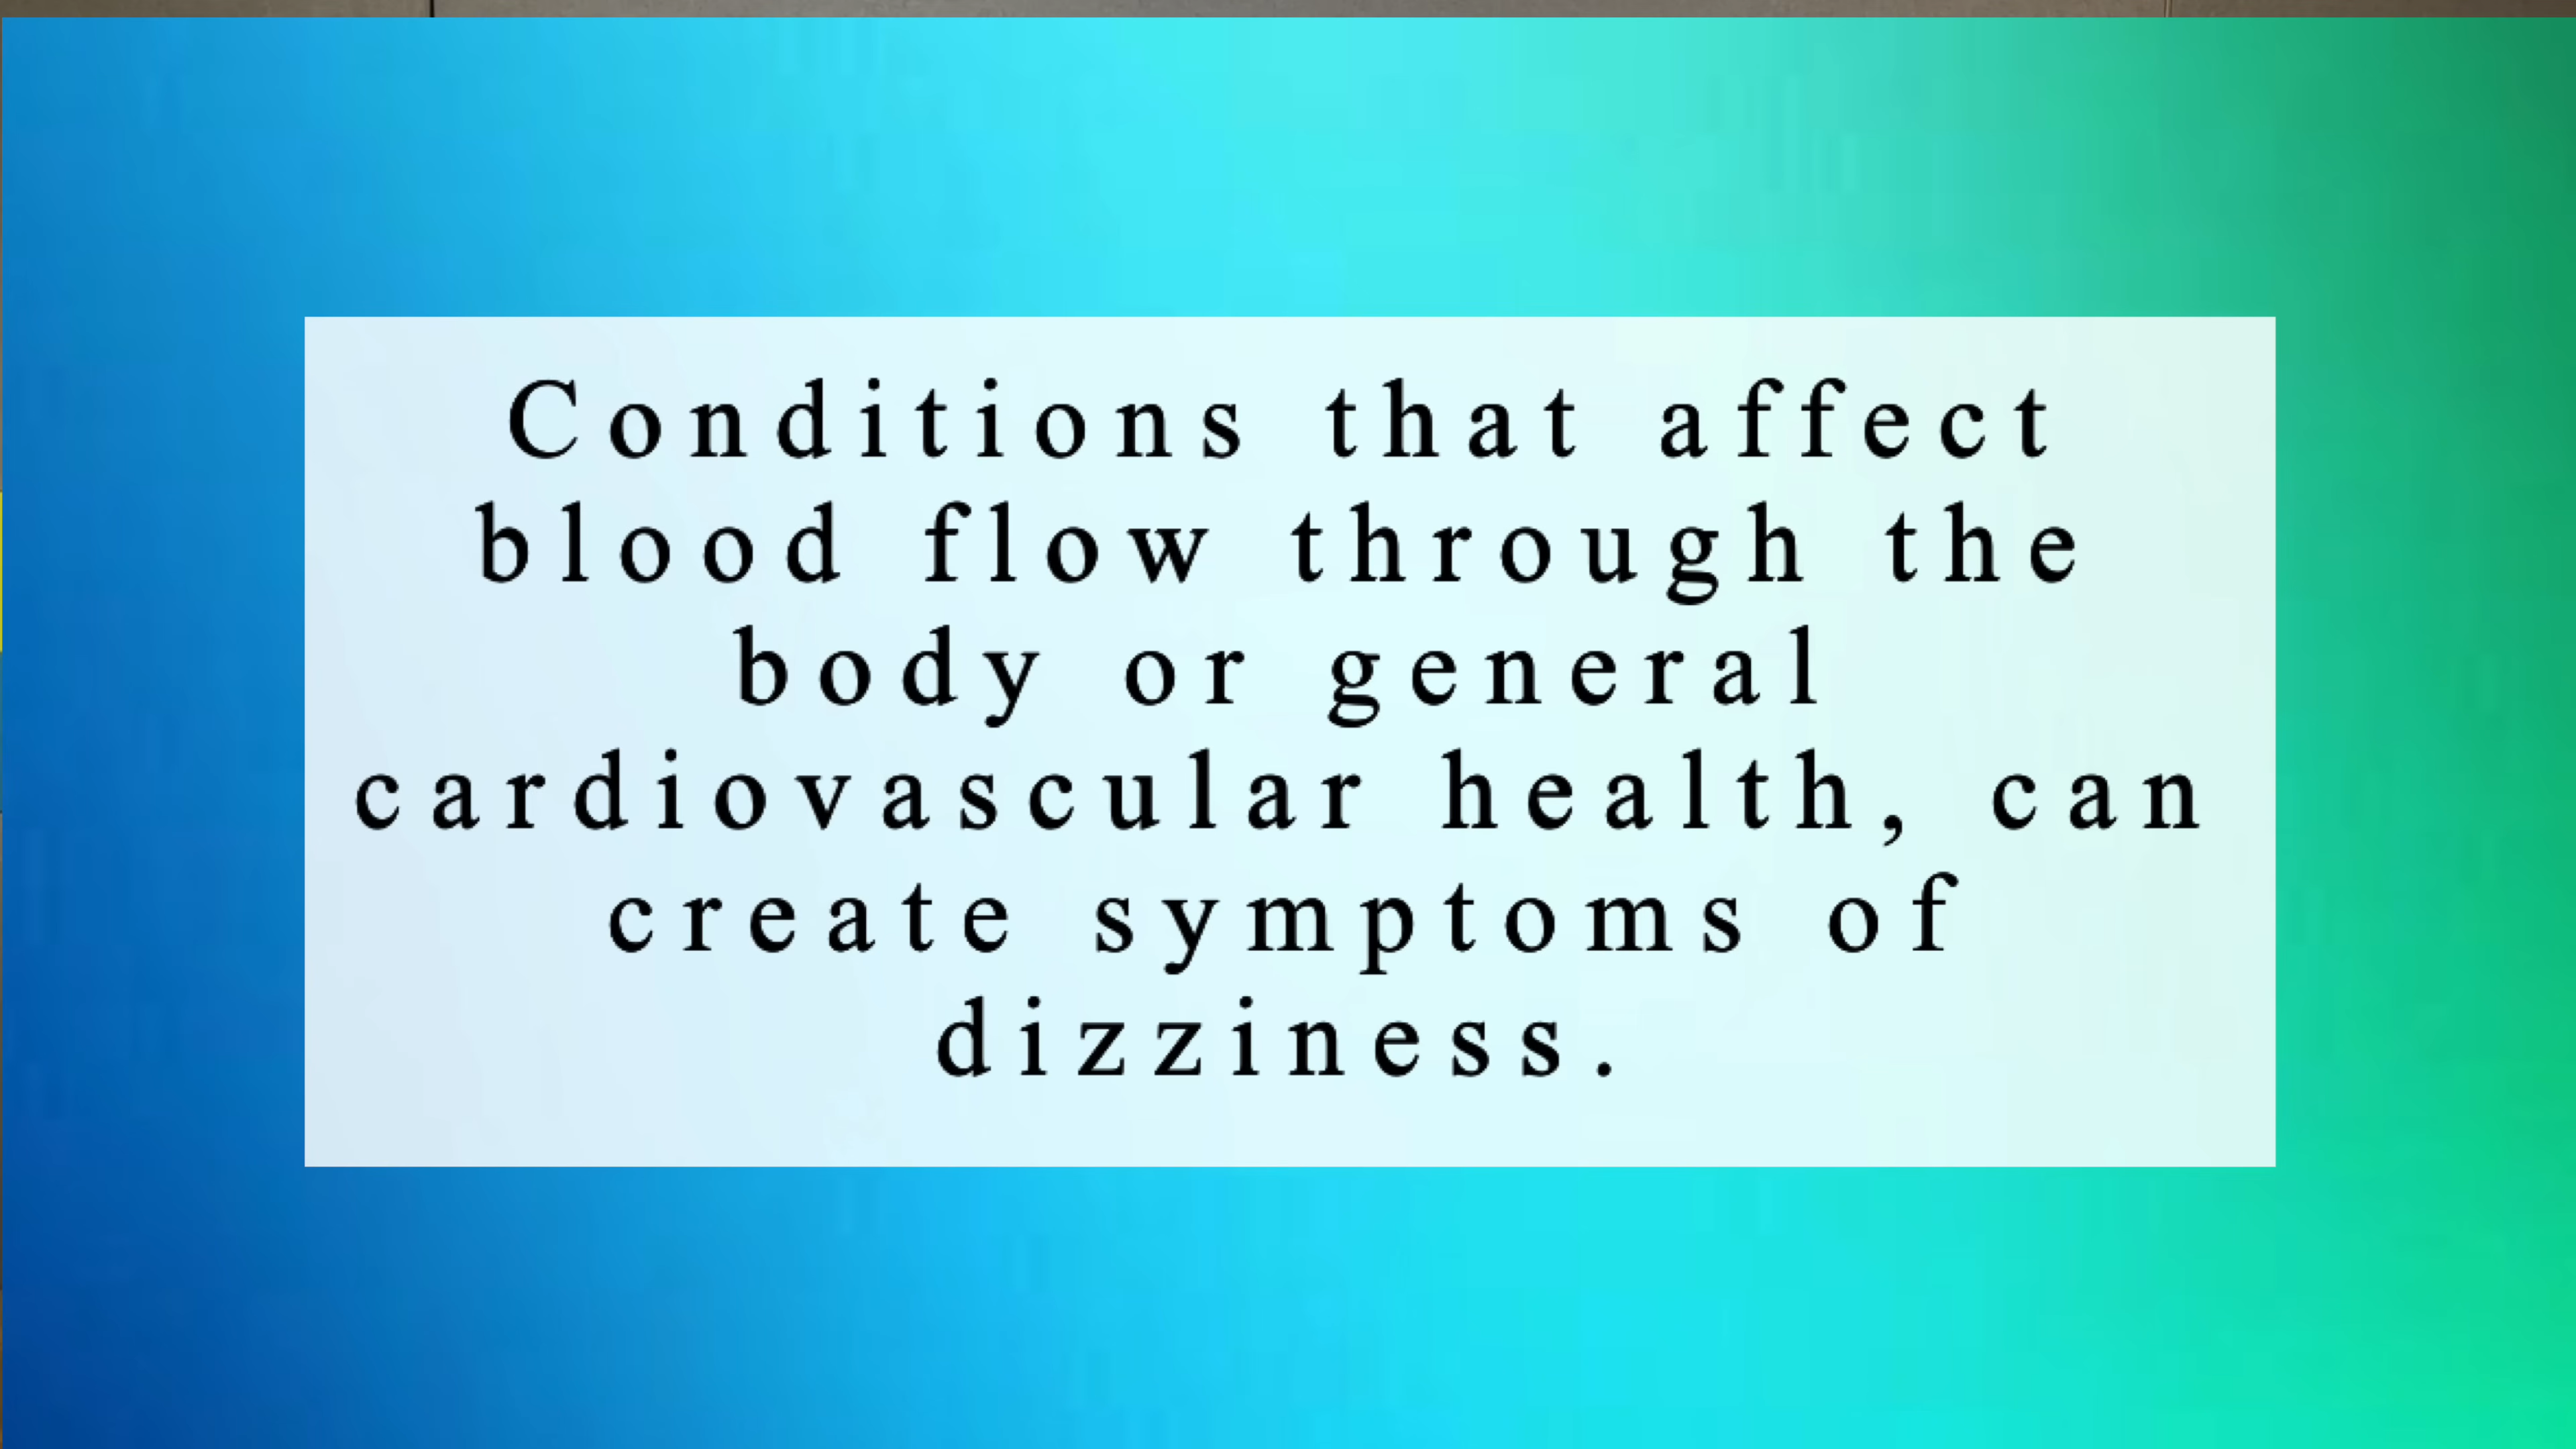 Conditions that affect
blood flow through the
body or general
cardiovascular health, can
create symptoms of
dizziness.